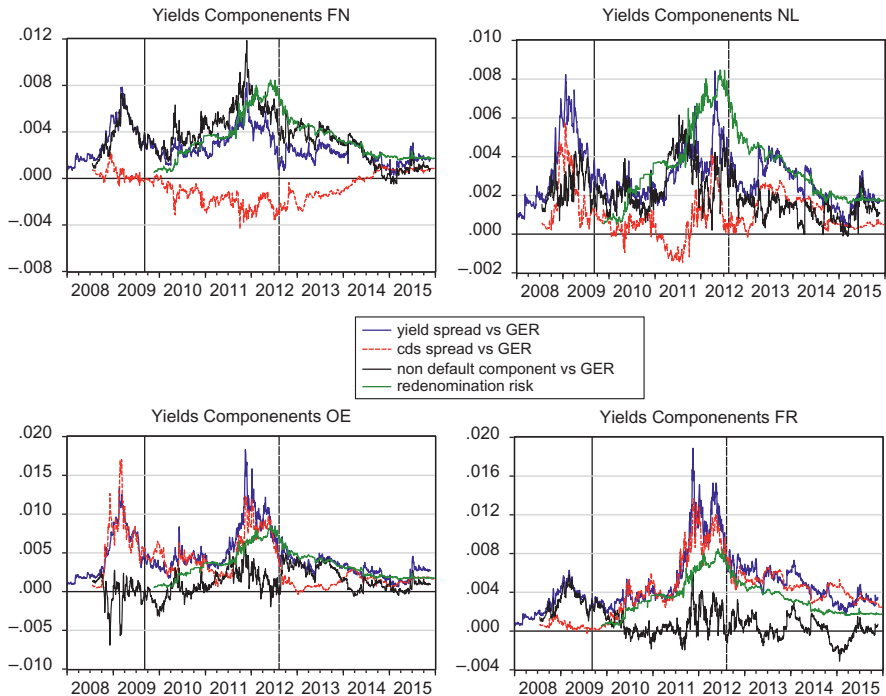 Yields Componenents FN
.012
.008
.004
.000
−.004
−.008
2008 2009 2010 2011 2012 2013 2014 2015
Yields Componenents NL
.010
.008
.006
.004
.002
.000
−.002
2008 2009 2010 2011 2012 2013 2014 2015
yield spread vs GER
cds spread vs GER
non default component vs GER
redenomination risk
Yields Componenents OE
.020
.015
.010
.005
.000
−.005
−.010
2008 2009 2010 2011 2012 2013 2014 2015
Yields Componenents FR
.020
.016
.012
.008
.004
.000
−.004
2008 2009 2010 2011 2012 2013 2014 2015